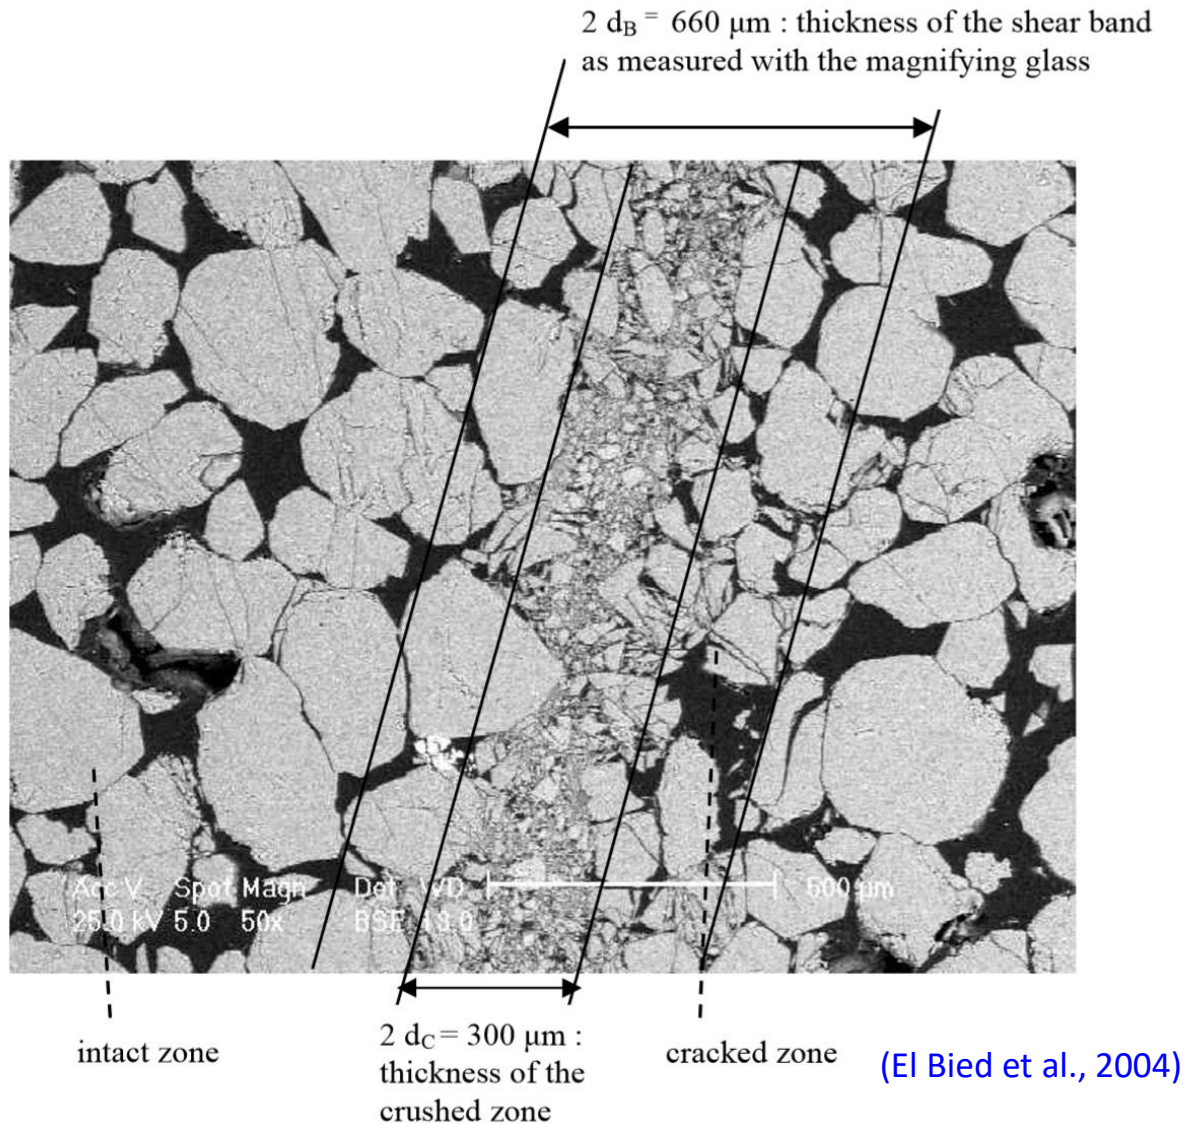 2 dB = 660 μm : thickness of the shear band
as measured with the magnifying glass
Acc.V Spot Magn Det WD 500 μm
25.0 kV 5.0 50x BSE 13.0
intact zone
2 dC = 300 μm :
thickness of the
crushed zone
cracked zone
(El Bied et al., 2004)